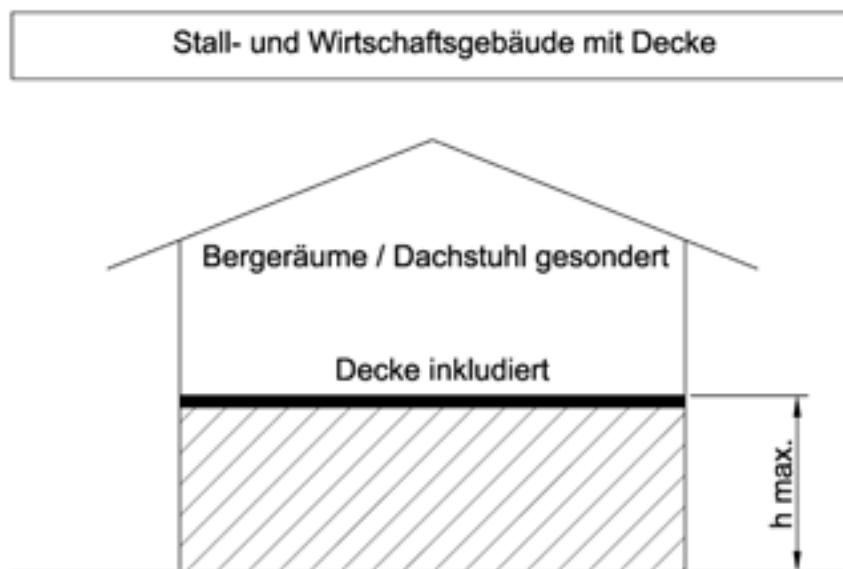 Stall- und Wirtschaftsgebäude mit Decke
Bergeräume / Dachstuhl gesondert
Decke inkludiert
h max.